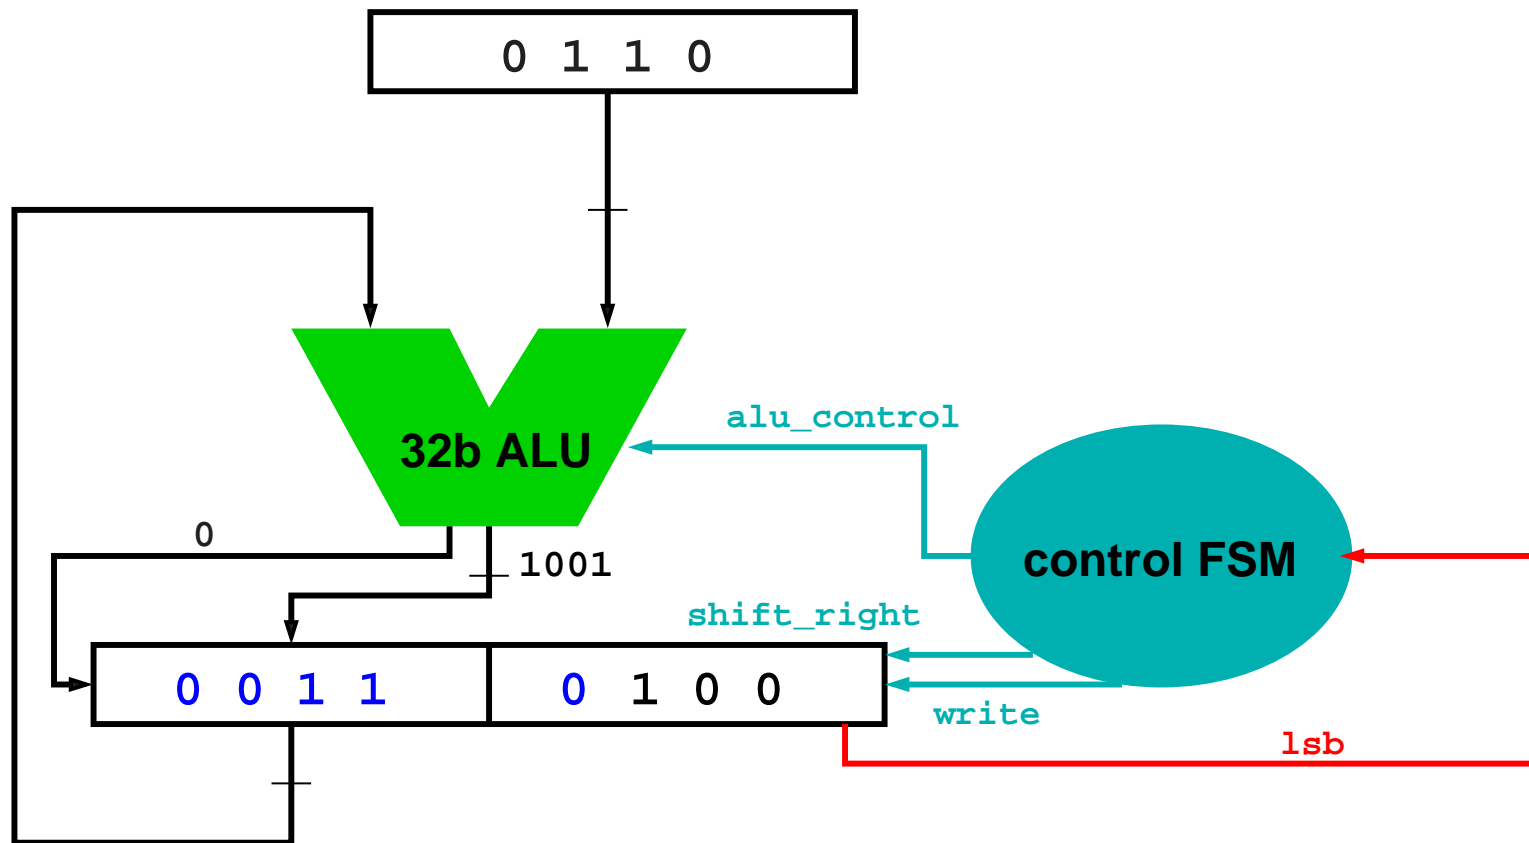 0 1 1 0
alu_control
32b ALU
0
1001
control FSM
shift_right
0 0 1 1 0 1 0 0
write
lsb